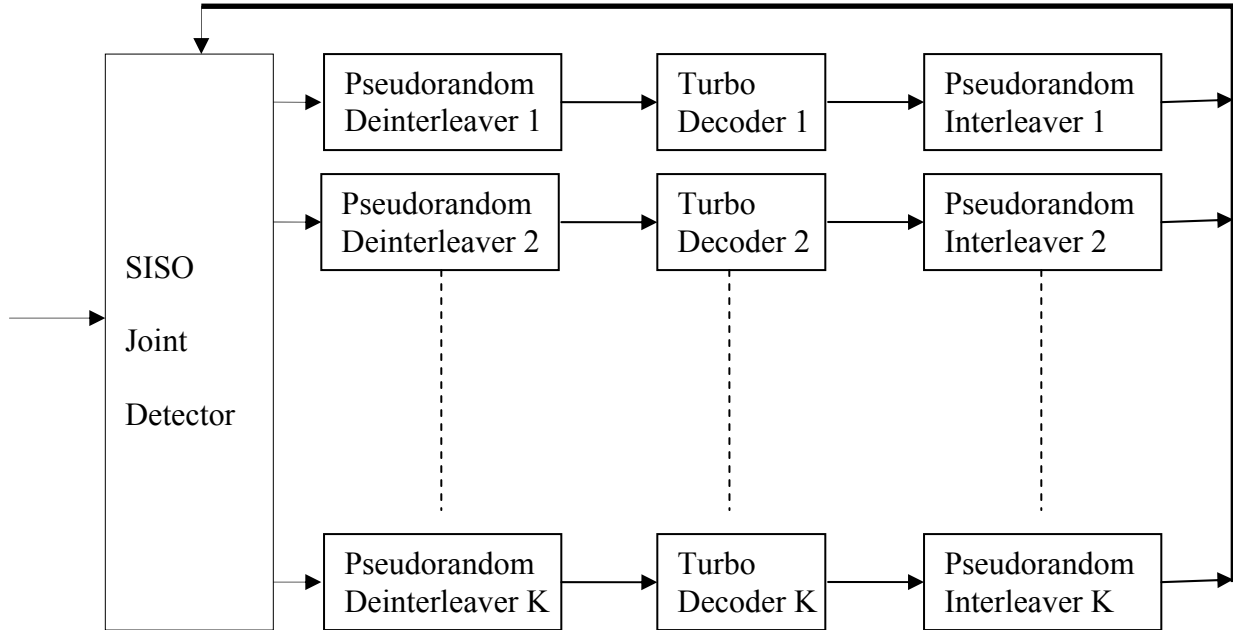 Pseudorandom
Deinterleaver 1
Turbo
Decoder 1
Pseudorandom
Interleaver 1
Pseudorandom
Deinterleaver 2
Turbo
Decoder 2
Pseudorandom
Interleaver 2
SISO
Joint
Detector
Pseudorandom
Deinterleaver K
Turbo
Decoder K
Pseudorandom
Interleaver K